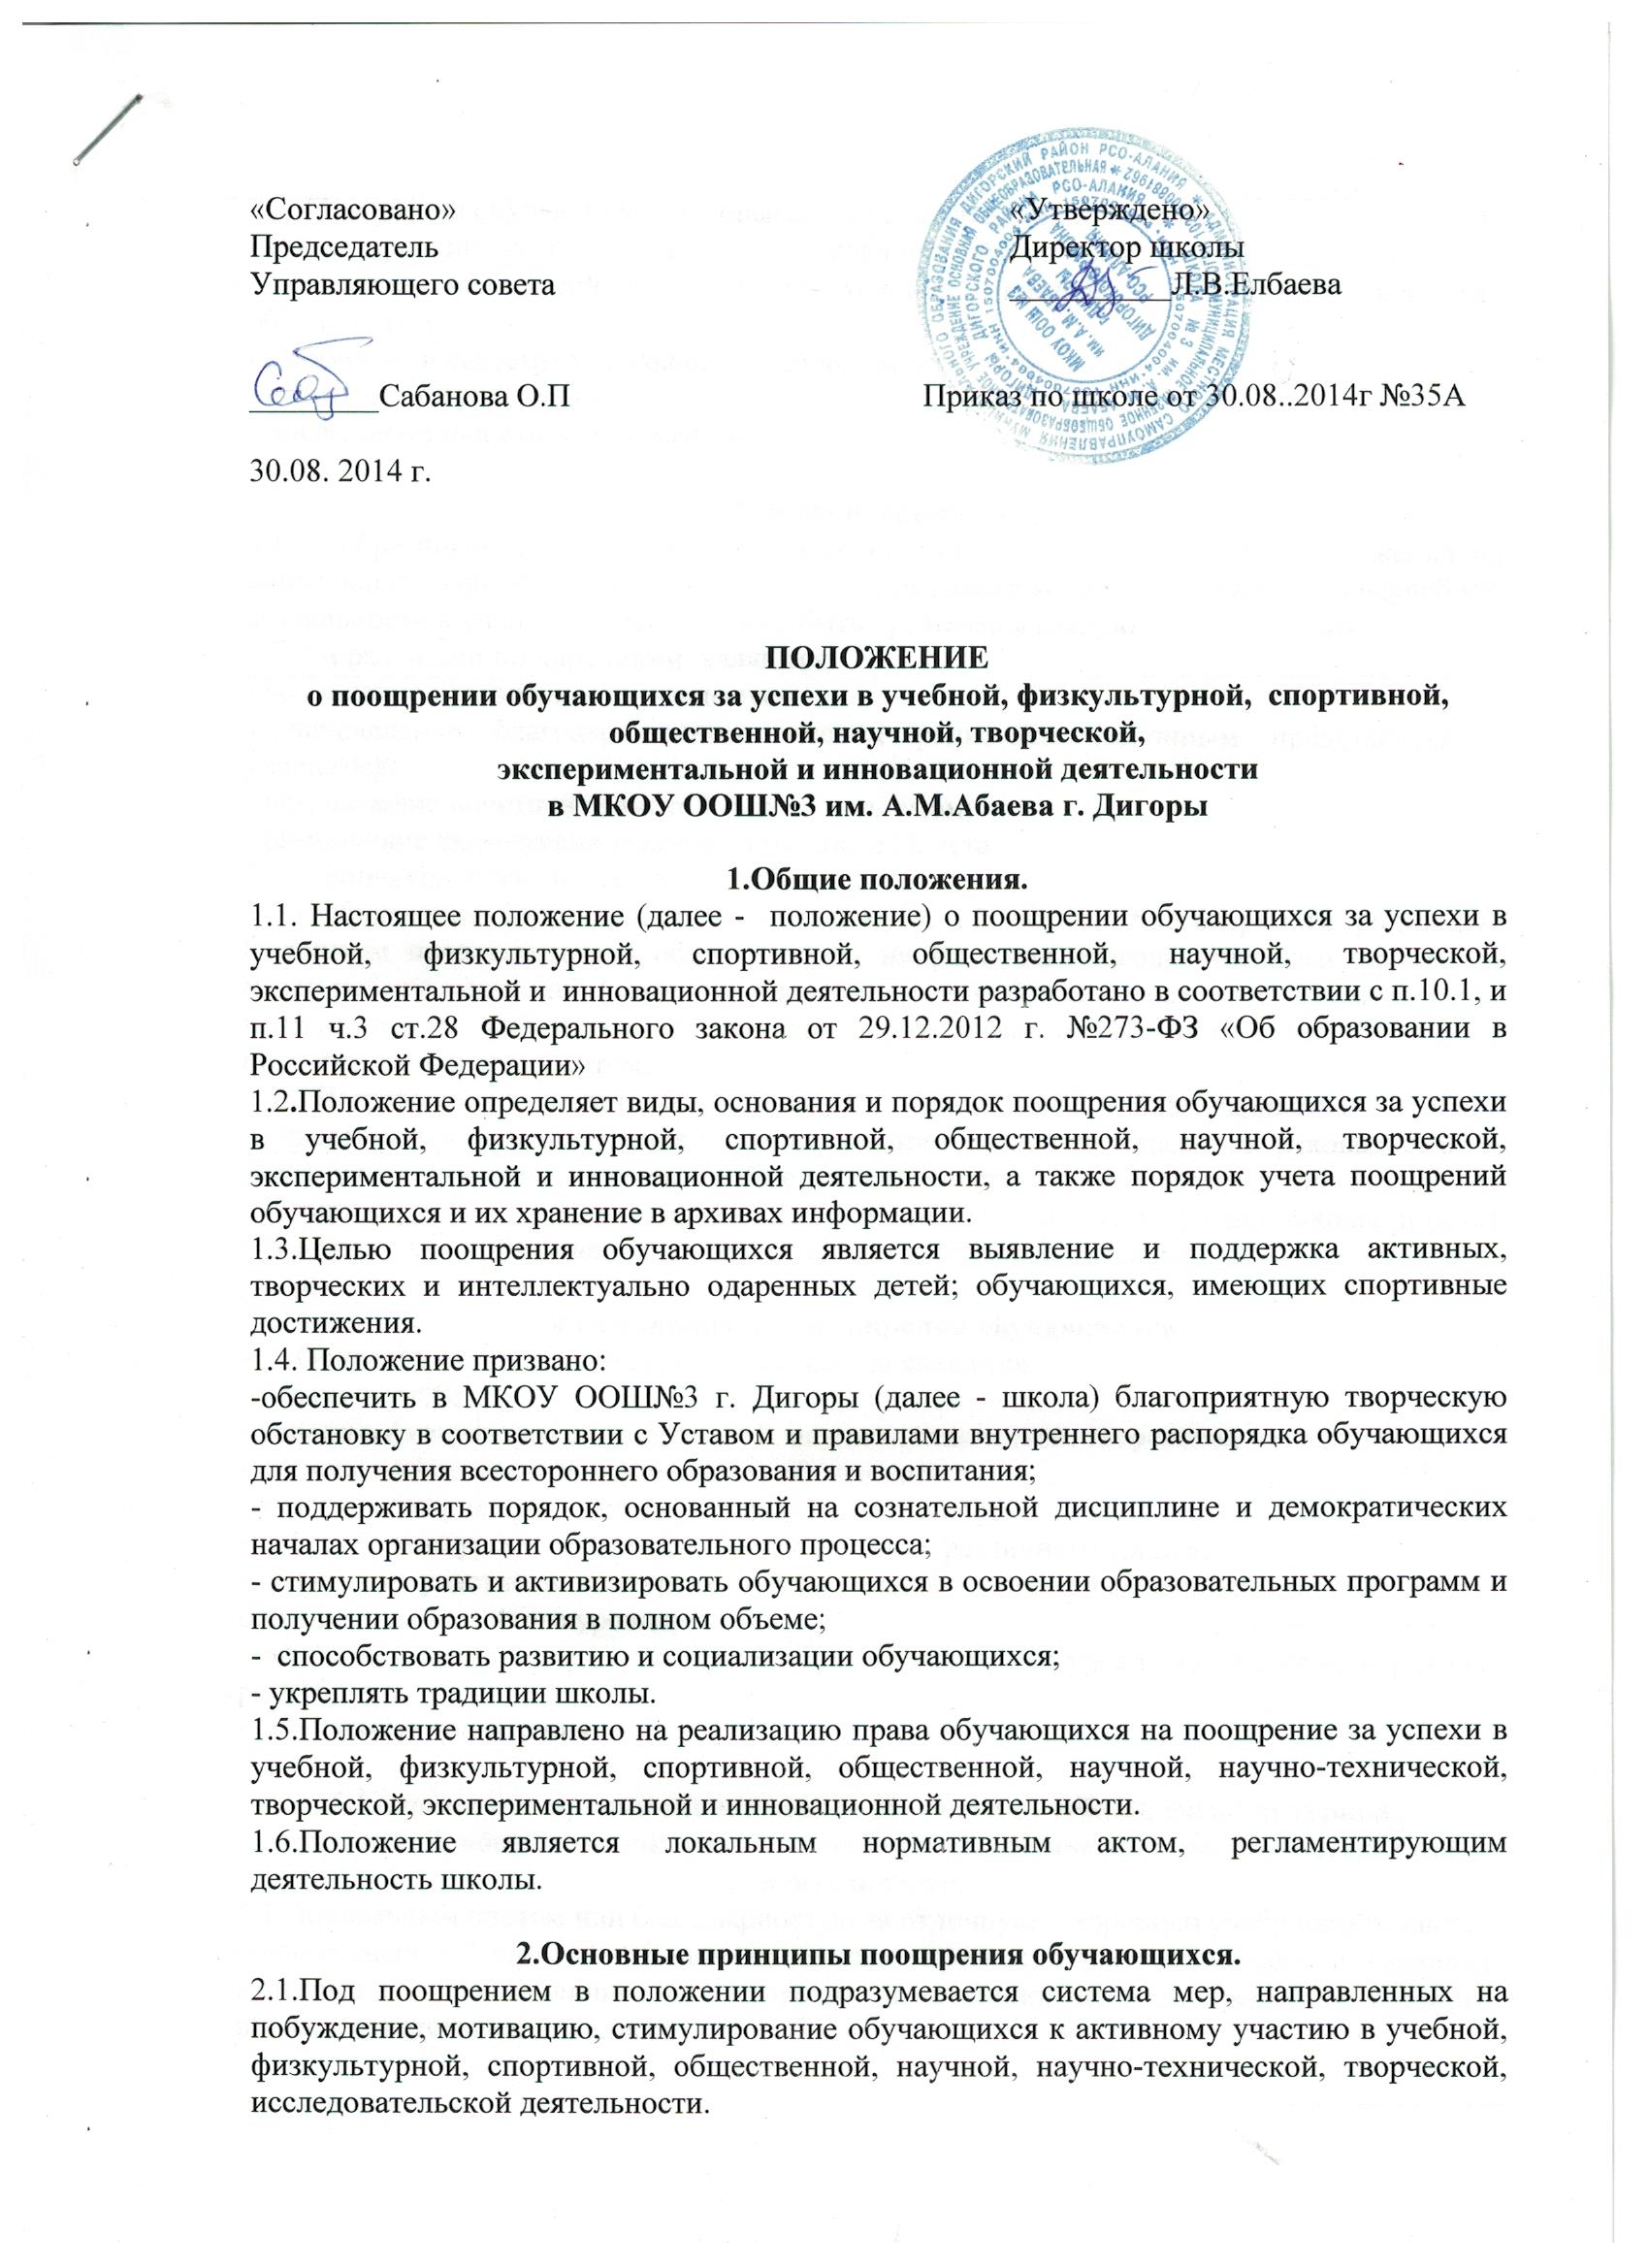 «Согласовано»
Председатель
Управляющего совета
Сабанова О.П
30.08. 2014 г.
«Утверждено»
Директор школы
Л.В.Елбаева
Приказ по школе от 30.08..2014г №35А
ПОЛОЖЕНИЕ
о поощрении обучающихся за успехи в учебной, физкультурной, спортивной,
общественной, научной, творческой,
экспериментальной и инновационной деятельности
в МКОУ ООШ№3 им. А.М.Абаева г. Дигоры
1.Общие положения.
1.1. Настоящее положение (далее - положение) о поощрении обучающихся за успехи в
учебной, физкультурной, спортивной, общественной, научной, творческой,
экспериментальной и инновационной деятельности разработано в соответствии с п.10.1, и
п.11 ч.3 ст.28 Федерального закона от 29.12.2012 г. №273-ФЗ «Об образовании в
Российской Федерации»
1.2.Положение определяет виды, основания и порядок поощрения обучающихся за успехи
в учебной, физкультурной, спортивной, общественной, научной, творческой,
экспериментальной и инновационной деятельности, а также порядок учета поощрений
обучающихся и их хранение в архивах информации.
1.3.Целью поощрения обучающихся является выявление и поддержка активных,
творческих и интеллектуально одаренных детей; обучающихся, имеющих спортивные
достижения.
1.4. Положение призвано:
-обеспечить в МКОУ ООШ№3 г. Дигоры (далее - школа) благоприятную творческую
обстановку в соответствии с Уставом и правилами внутреннего распорядка обучающихся
для получения всестороннего образования и воспитания;
- поддерживать порядок, основанный на сознательной дисциплине и демократических
началах организации образовательного процесса;
- стимулировать и активизировать обучающихся в освоении образовательных программ и
получении образования в полном объеме;
- способствовать развитию и социализации обучающихся;
- укреплять традиции школы.
1.5.Положение направлено на реализацию права обучающихся на поощрение за успехи в
учебной, физкультурной, спортивной, общественной, научной, научно-технической,
творческой, экспериментальной и инновационной деятельности.
1.6.Положение является локальным нормативным актом, регламентирующим
деятельность школы.
2.Основные принципы поощрения обучающихся.
2.1.Под поощрением в положении подразумевается система мер, направленных на
побуждение, мотивацию, стимулирование обучающихся к активному участию в учебной,
физкультурной, спортивной, общественной, научной, научно-технической, творческой,
исследовательской деятельности.